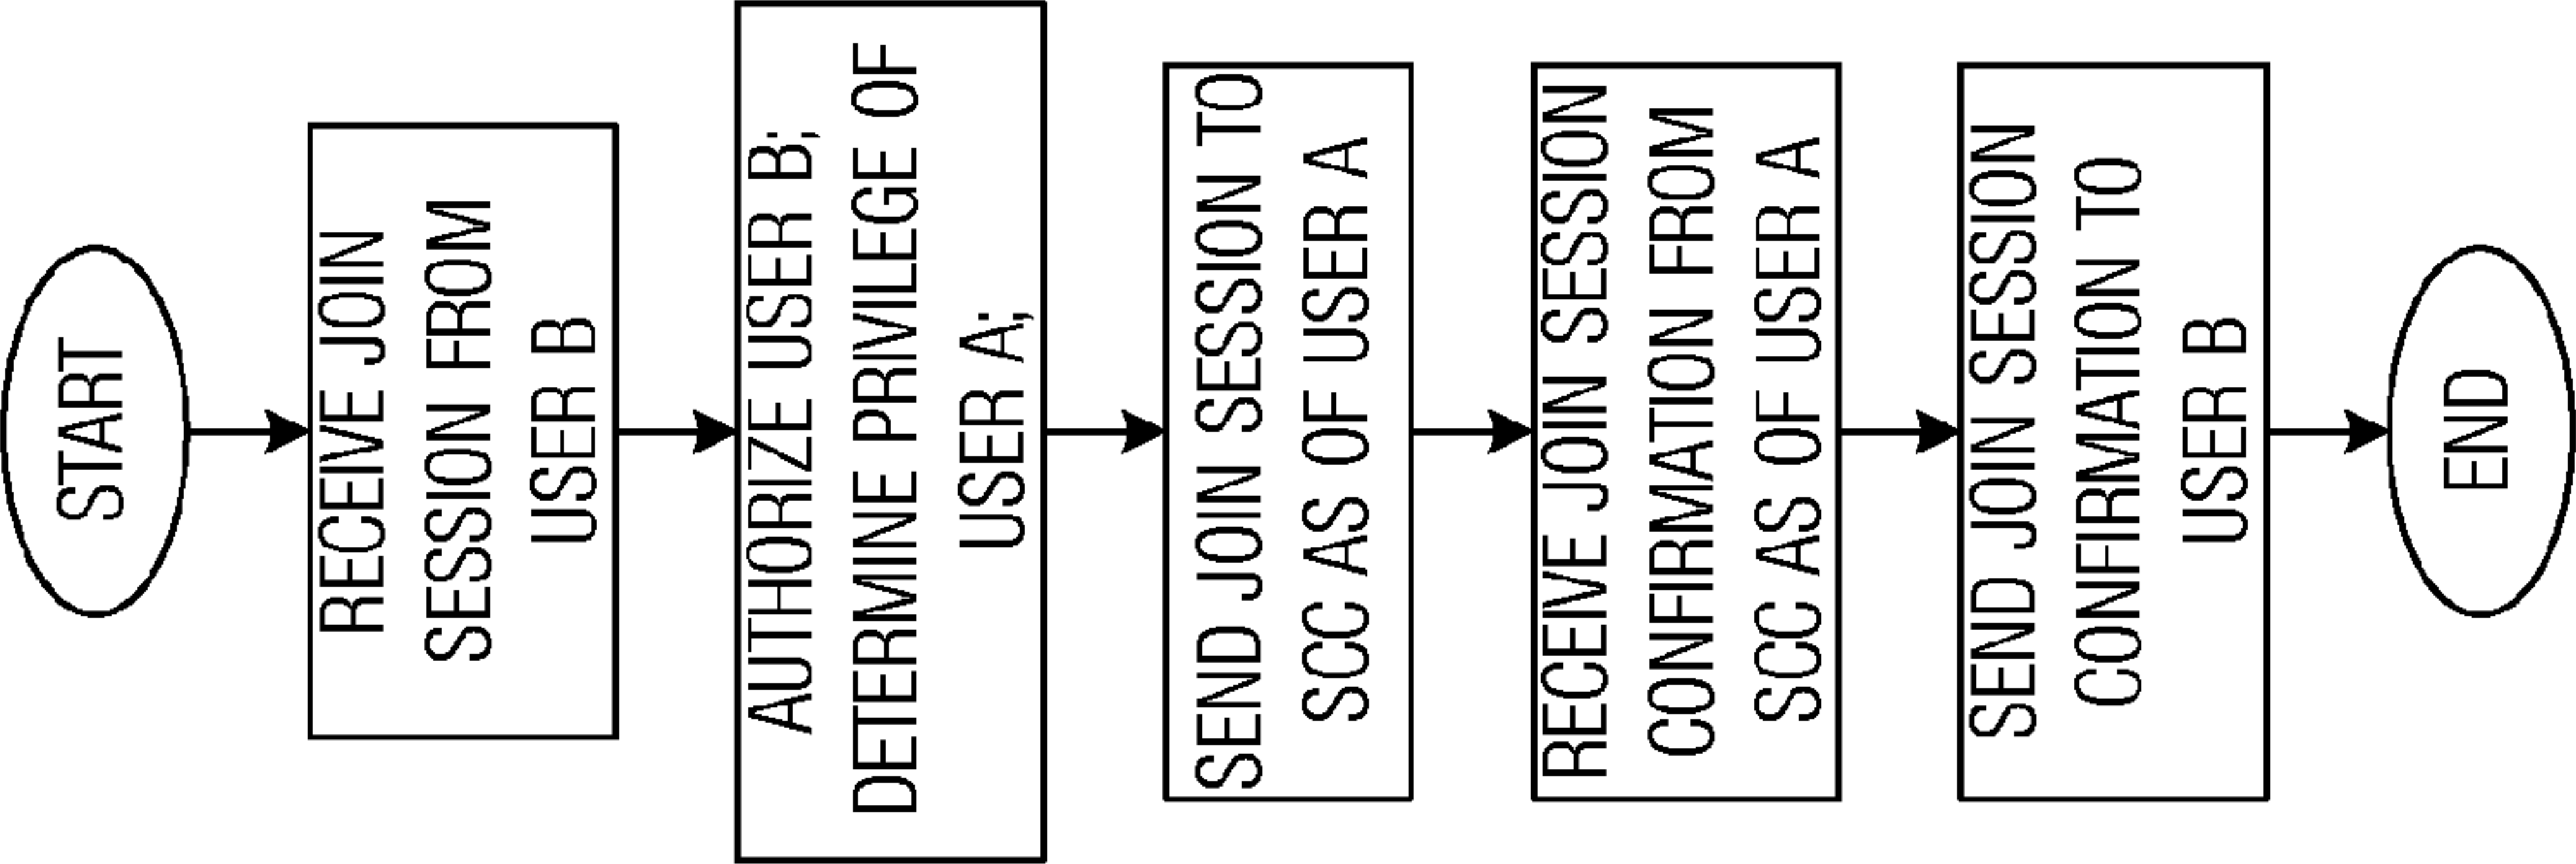 START
RECEIVE JOIN
SESSION FROM
USER B
AUTHORIZE USER B;
DETERMINE PRIVILEGE OF
USER A;
SEND JOIN SESSION TO
SCC AS OF USER A
RECEIVE JOIN SESSION
CONFIRMATION FROM
SCC AS OF USER A
SEND JOIN SESSION
CONFIRMATION TO
USER B
END